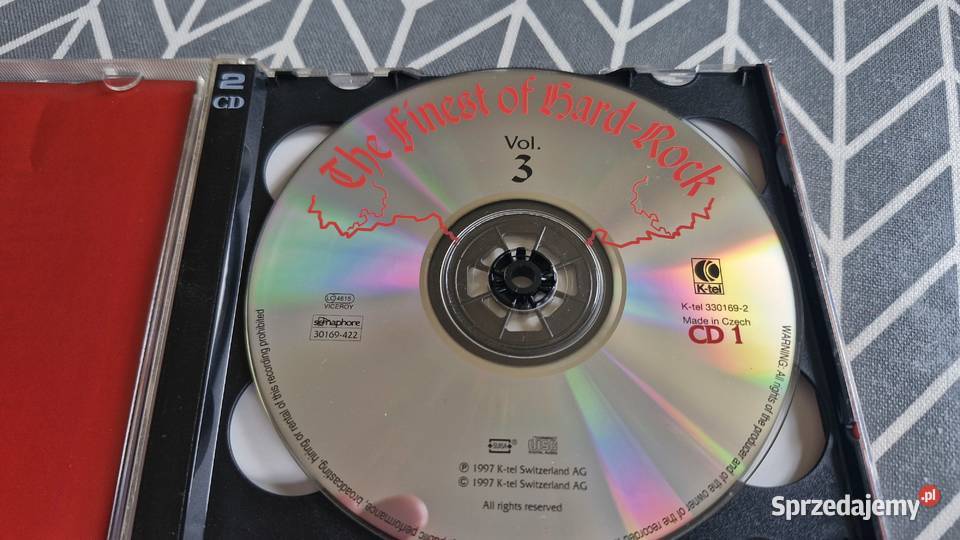 2
CD
The Finest of Hard-Rock
Vol.
3
LC 4615
VICEROY
semaphore
30169-422
K-tel
K-tel 330169-2
Made in Czech
CD 1
SUISA
DIGITAL AUDIO
℗ 1997 K-tel Switzerland AG
© 1997 K-tel Switzerland AG
All rights reserved
WARNING: All rights of the producer and of the owner of the recorded
public performance, broadcasting, hiring or rental of this recording prohibited
Sprzedajemy.pl